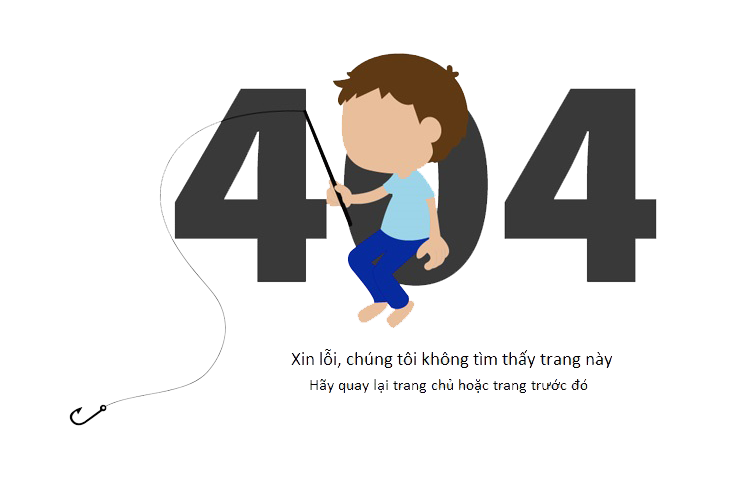 404
Xin lỗi, chúng tôi không tìm thấy trang này
Hãy quay lại trang chủ hoặc trang trước đó